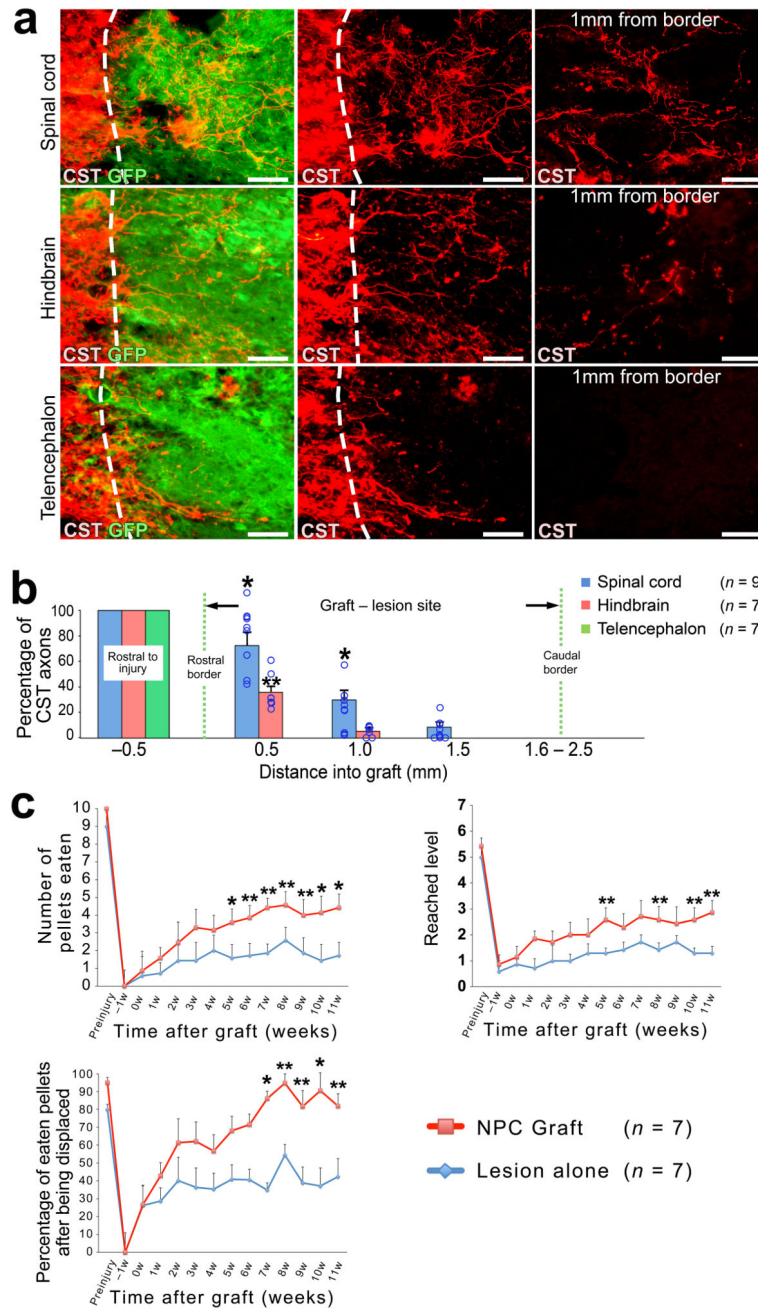 a
Spinal cord
CST GFP
CST
1mm from border
Hindbrain
CST GFP
CST
1mm from border
CST
Telencephalon
CST GFP
CST
1mm from border
CST
b
Percentage of
CST axons
100
80
60
40
20
0
Rostral to
injury
Rostral
border
Graft – lesion site
Caudal
border
*
**
*
Spinal cord (n = 9
Hindbrain (n = 7
Telencephalon (n = 7
–0.5 0.5 1.0 1.5 1.6 – 2.5
Distance into graft (mm)
c
Number of
pellets eaten
10
9
8
7
6
5
4
3
2
1
0
* ** ** ** ** * *
Preinjury –1w 0w 1w 2w 3w 4w 5w 6w 7w 8w 9w 10w 11w
Time after graft (weeks)
Reached level
7
6
5
4
3
2
1
0
** ** ** **
Preinjury –1w 0w 1w 2w 3w 4w 5w 6w 7w 8w 9w 10w 11w
Time after graft (weeks)
Percentage of eaten pellets
after being displaced
100
90
80
70
60
50
40
30
20
10
0
* ** ** * **
Preinjury –1w 0w 1w 2w 3w 4w 5w 6w 7w 8w 9w 10w 11w
Time after graft (weeks)
NPC Graft (n = 7)
Lesion alone (n = 7)